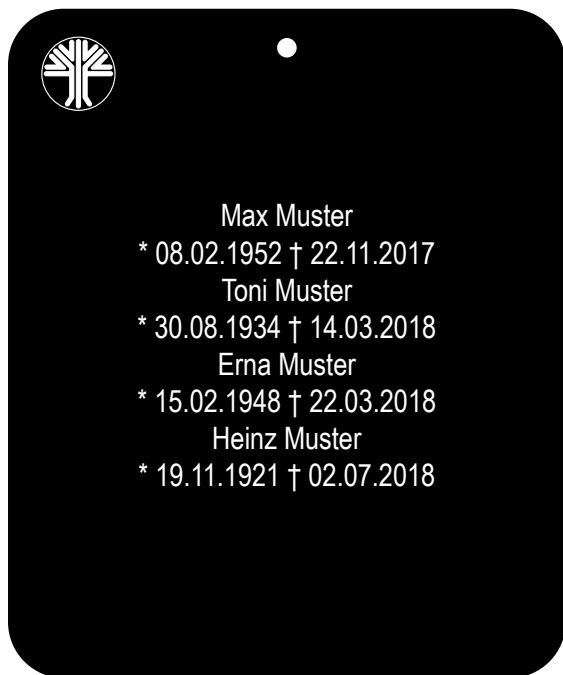 Max Muster
* 08.02.1952 † 22.11.2017
Toni Muster
* 30.08.1934 † 14.03.2018
Erna Muster
* 15.02.1948 † 22.03.2018
Heinz Muster
* 19.11.1921 † 02.07.2018